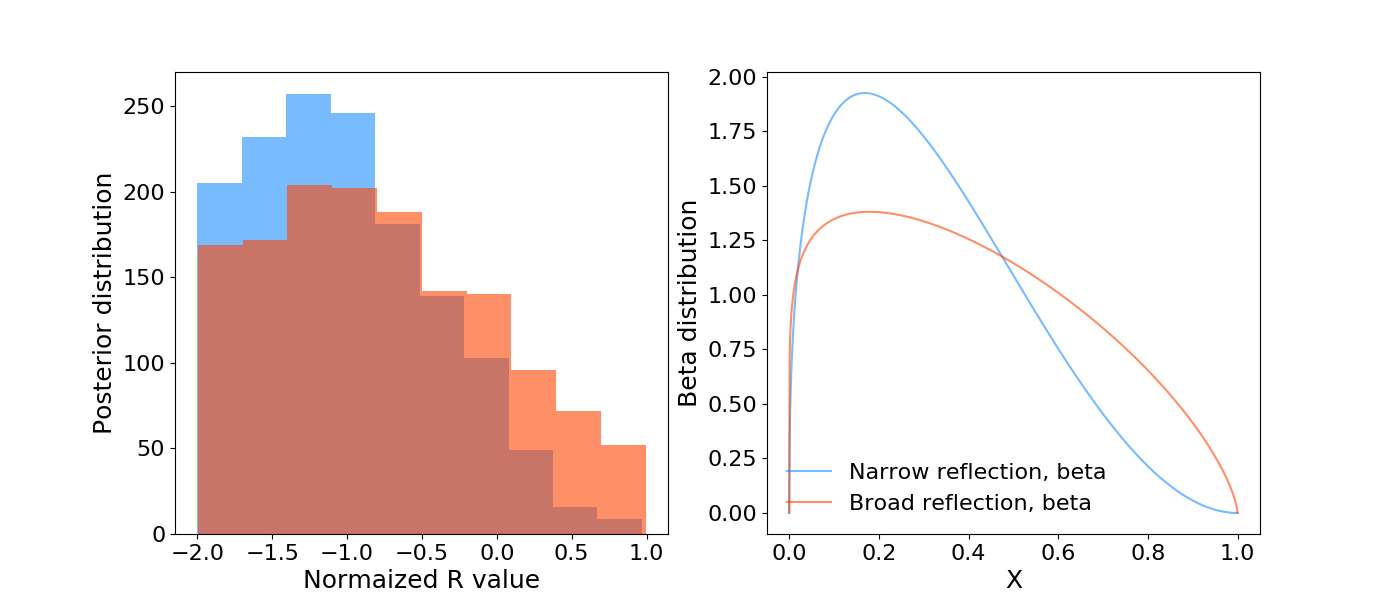 Posterior distribution
250
200
150
100
50
0
−2.0 −1.5 −1.0 −0.5 0.0 0.5 1.0
Normaized R value
Beta distribution
2.00
1.75
1.50
1.25
1.00
0.75
0.50
0.25
0.00
Narrow reflection, beta
Broad reflection, beta
0.0 0.2 0.4 0.6 0.8 1.0
X